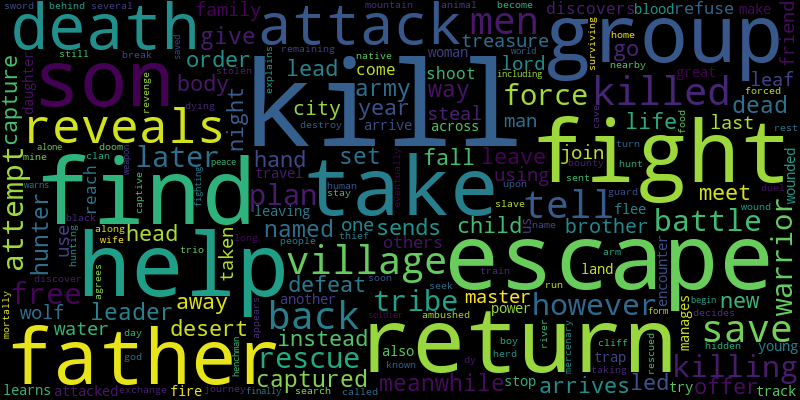 sword behind several
death
family
attack
men
discovers
mountain animal become
group
blood refuse make
friend
son
give
order
treasure
woman
surviving
home
go
nearby
body
lead
lord
shoot
way
great
leaf
capture
daughter
still
break
revenge
saved
stolen
remaining
explains
native
come
world
including
kill
army
year
steal
force
killed
forced
dead
reveals
night
city
arrive
across
man
fight
cave
food
life
last
dying
destroy
alone doom
mine clan
later
hand
set
fall
leave
join
turn
rest
attempt
find
reach
captive
weapon
peace
fighting
travel
plan
take
human
stay
eventually
using
upon
slave
bounty
sent
hunt
guard
meet
duel
wounded
warns
hunter
use
black
hunting
along
wife
leaving
named
one
thief
sends
others
child
tell
us
name
brother
flee
battle
wound
warrior
help
head
trio
taken
long
people
village
escape
arm
land
encounter
discover
agrees
free
wolf
leader
away
back
defeat
another
soon
seek
tribe
train
master
power
run
however
manages
begin
new
decides
form
save
young
hidden
mortally
water
day
god
desert
appears
instead
rescue
henchman
soldier
also
known
dy
return
ambushed
boy
herd
river
mercenary
cliff
trap
taking
rescued
killing
father
captured
meanwhile
stop
arrives
led
try
offer
track
learns
attacked
exchange
fire
journey
finally
search
called